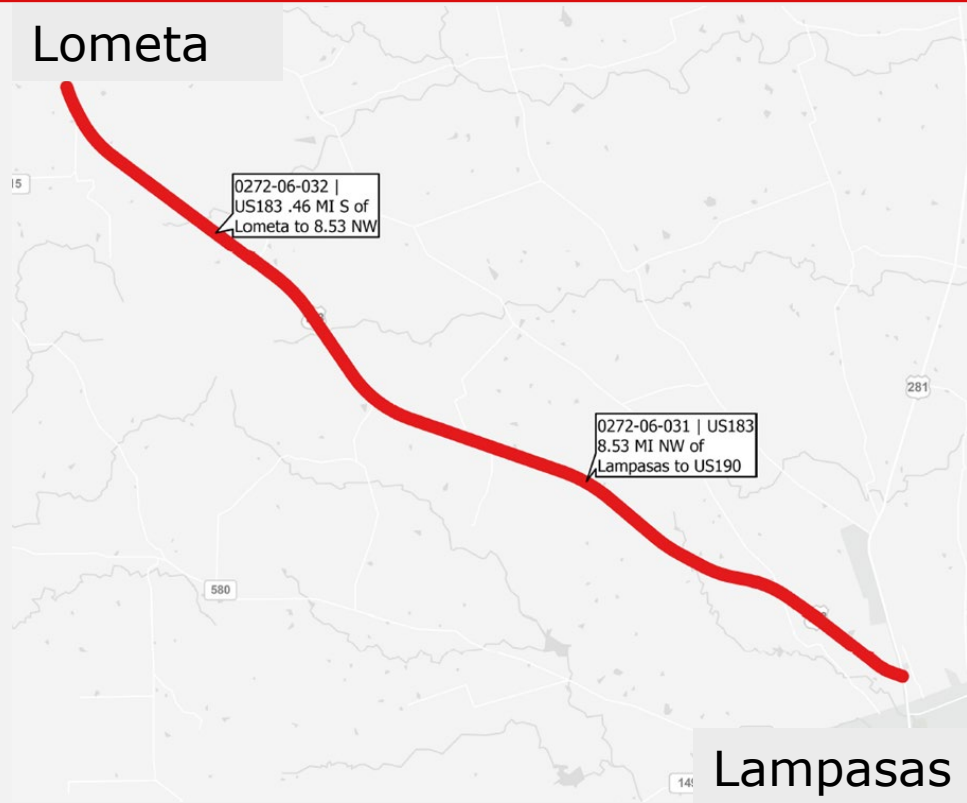 Lometa
15
0272-06-032 |
US183 .46 MI S of
Lometa to 8.53 NW
281
0272-06-031 | US183
8.53 MI NW of
Lampasas to US190
580
Lampasas